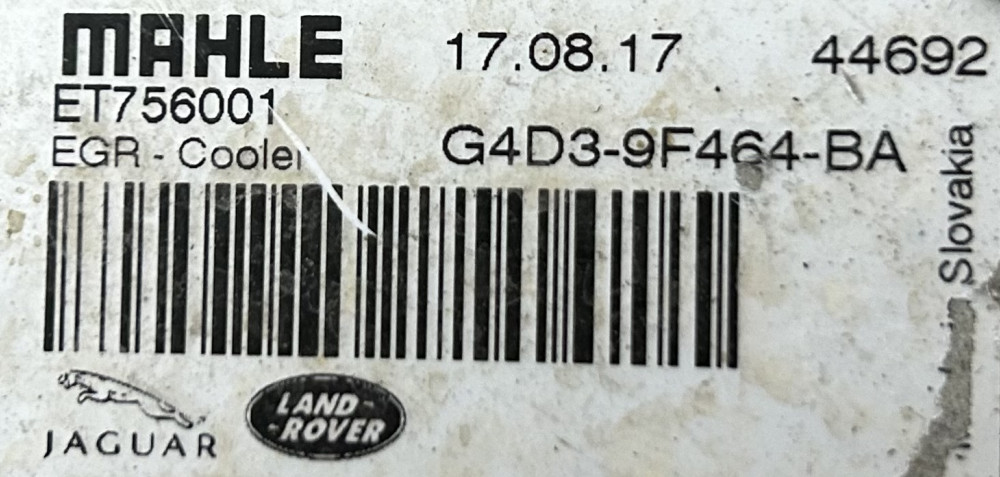 MAHLE 17.08.17 44692
ET756001
EGR - Cooler G4D3-9F464-BA
Slovakia
JAGUAR
LAND-
-ROVER